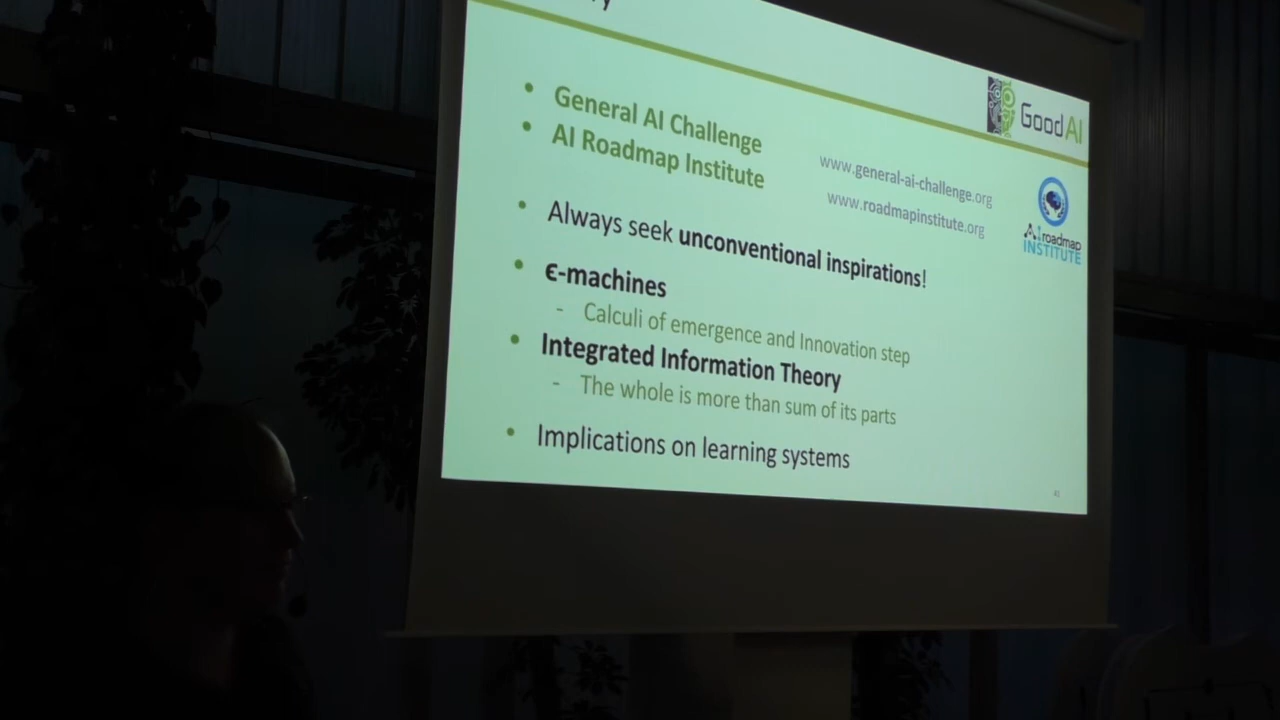 GoodAI
General AI Challenge
AI Roadmap Institute
www.general-ai-challenge.org
www.roadmapinstitute.org
AI roadmap
INSTITUTE
Always seek unconventional inspirations!
ϵ-machines
- Calculi of emergence and Innovation step
Integrated Information Theory
- The whole is more than sum of its parts
Implications on learning systems